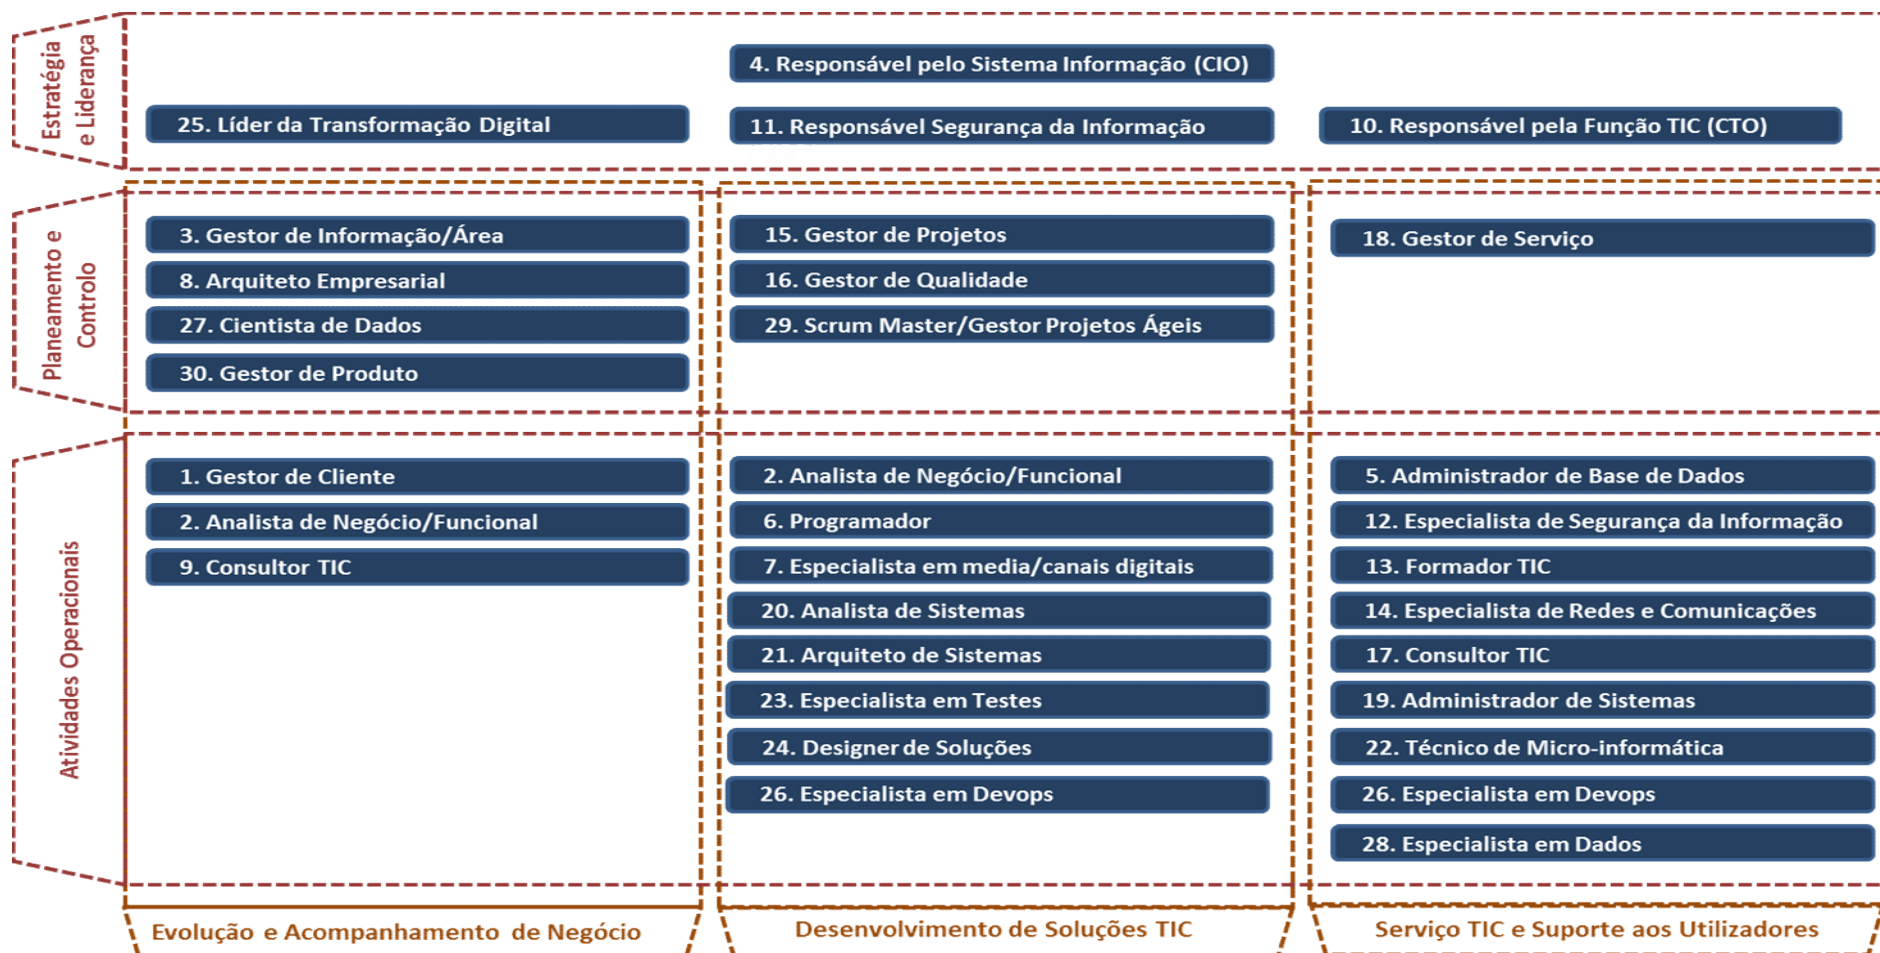 Estratégia
e Liderança
4. Responsável pelo Sistema Informação (CIO)
25. Líder da Transformação Digital
11. Responsável Segurança da Informação
10. Responsável pela Função TIC (CTO)
Planeamento e
Controlo
3. Gestor de Informação/Área
8. Arquiteto Empresarial
27. Cientista de Dados
30. Gestor de Produto
15. Gestor de Projetos
16. Gestor de Qualidade
29. Scrum Master/Gestor Projetos Ágeis
18. Gestor de Serviço
Atividades Operacionais
1. Gestor de Cliente
2. Analista de Negócio/Funcional
9. Consultor TIC
2. Analista de Negócio/Funcional
6. Programador
7. Especialista em media/canais digitais
20. Analista de Sistemas
21. Arquiteto de Sistemas
23. Especialista em Testes
24. Designer de Soluções
26. Especialista em Devops
5. Administrador de Base de Dados
12. Especialista de Segurança da Informação
13. Formador TIC
14. Especialista de Redes e Comunicações
17. Consultor TIC
19. Administrador de Sistemas
22. Técnico de Micro-informática
26. Especialista em Devops
28. Especialista em Dados
Evolução e Acompanhamento de Negócio
Desenvolvimento de Soluções TIC
Serviço TIC e Suporte aos Utilizadores